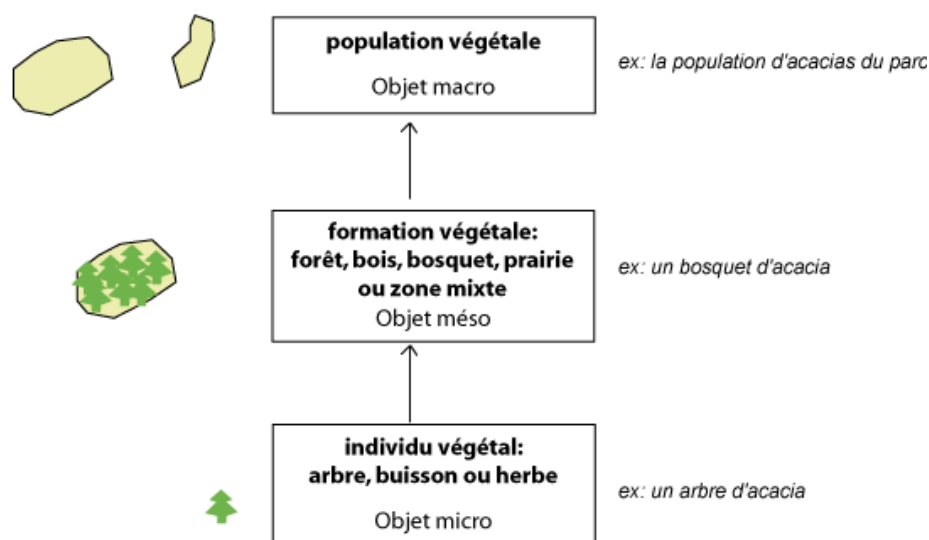 population végétale
Objet macro
ex: la population d'acacias du parc
formation végétale:
forêt, bois, bosquet, prairie
ou zone mixte
Objet méso
ex: un bosquet d'acacia
individu végétal:
arbre, buisson ou herbe
Objet micro
ex: un arbre d'acacia